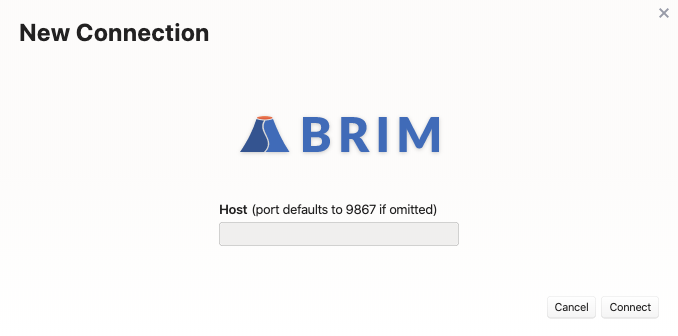 New Connection
BRIM
Host (port defaults to 9867 if omitted)
Cancel
Connect